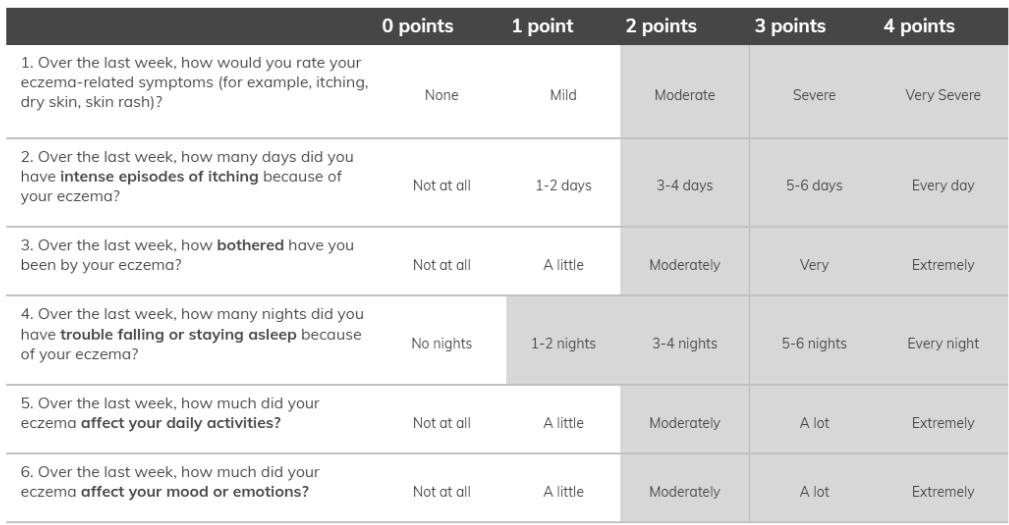 0 points 1 point 2 points 3 points 4 points
1. Over the last week, how would you rate your
eczema-related symptoms (for example, itching,
dry skin, skin rash)?
None Mild Moderate Severe Very Severe
2. Over the last week, how many days did you
have intense episodes of itching because of
your eczema?
Not at all 1-2 days 3-4 days 5-6 days Every day
3. Over the last week, how bothered have you
been by your eczema?
Not at all A little Moderately Very Extremely
4. Over the last week, how many nights did you
have trouble falling or staying asleep because
of your eczema?
No nights 1-2 nights 3-4 nights 5-6 nights Every night
5. Over the last week, how much did your
eczema affect your daily activities?
Not at all A little Moderately A lot Extremely
6. Over the last week, how much did your
eczema affect your mood or emotions?
Not at all A little Moderately A lot Extremely